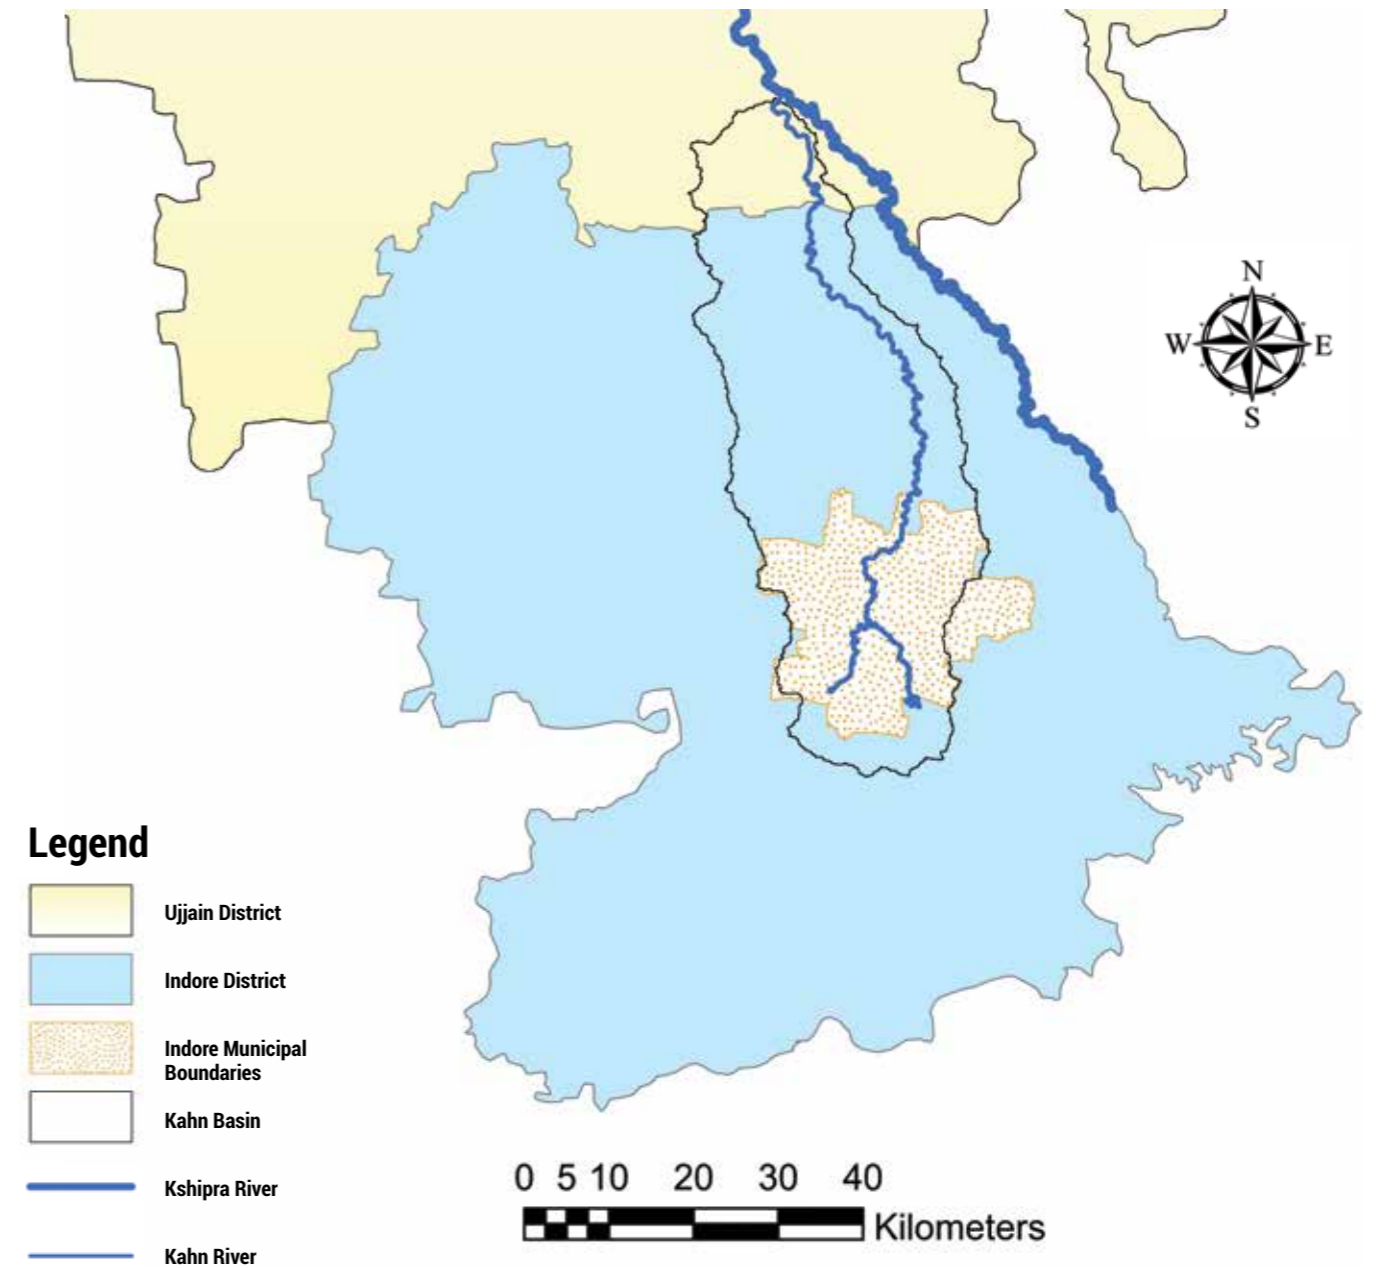 N
W E
S
Legend
Ujjain District
Indore District
Indore Municipal
Boundaries
Kahn Basin
Kshipra River
Kahn River
0 5 10 20 30 40
Kilometers